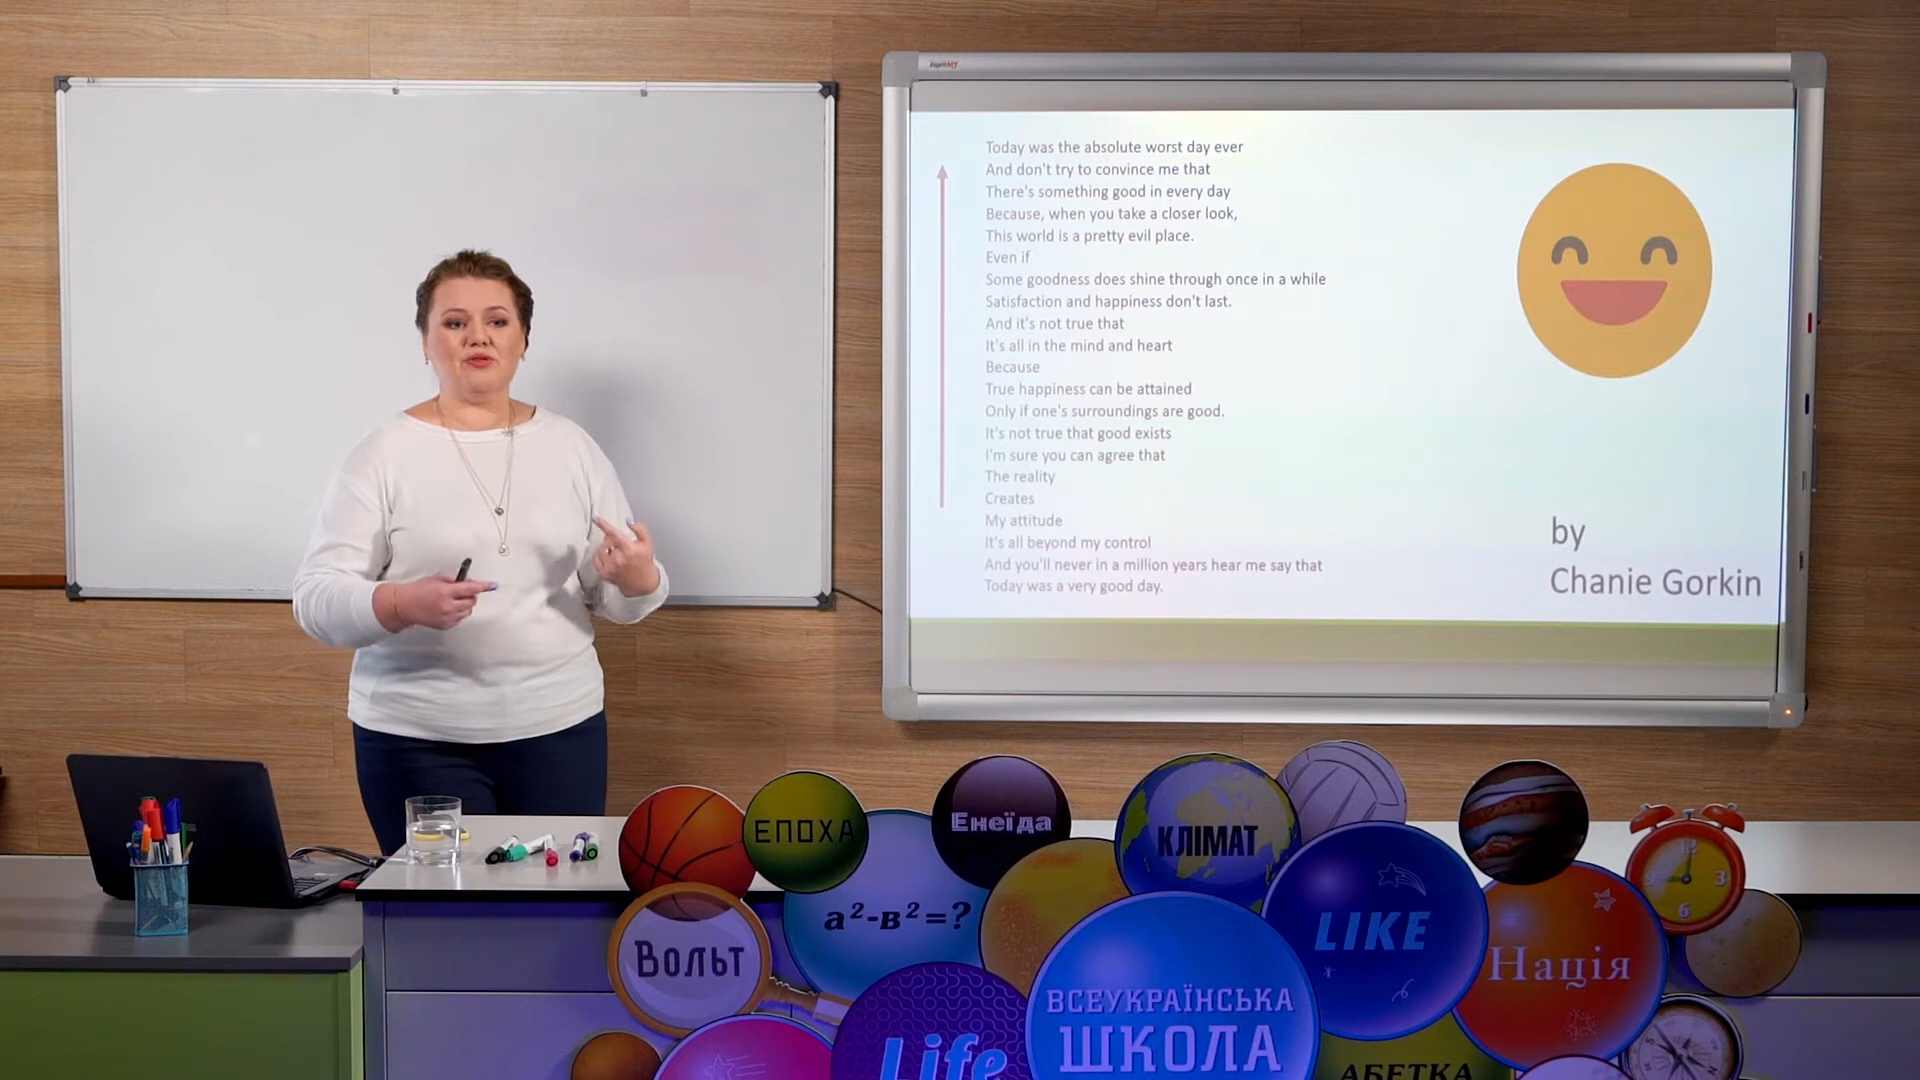 Today was the absolute worst day ever
And don't try to convince me that
There's something good in every day
Because, when you take a closer look,
This world is a pretty evil place.
Even if
Some goodness does shine through once in a while
Satisfaction and happiness don't last.
And it's not true that
It's all in the mind and heart
Because
True happiness can be attained
Only if one's surroundings are good.
It's not true that good exists
I'm sure you can agree that
The reality
Creates
My attitude
It's all beyond my control
And you'll never in a million years hear me say that
Today was a very good day.
by
Chanie Gorkin
ЕПОХА
Енеїда
КЛІМАТ
12
9
3
6
a²-в²=?
LIKE
Вольт
Нація
ВСЕУКРАЇНСЬКА
ШКОЛА
Life
АБЕТКА